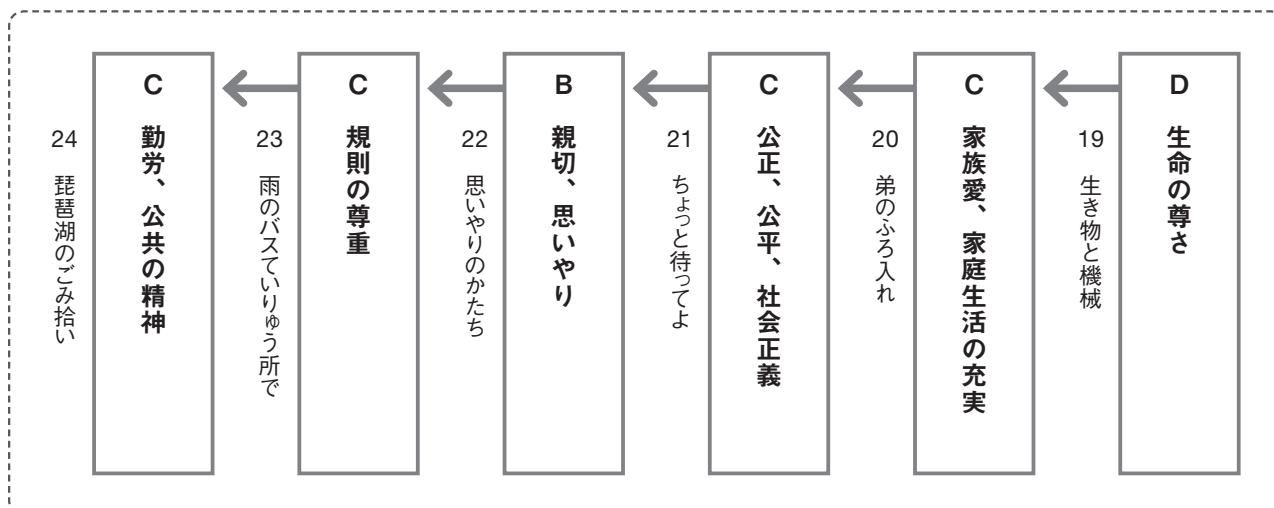 D 生命の尊さ
19 生き物と機械
C 家族愛、家庭生活の充実
20 弟のふろ入れ
C 公正、公平、社会正義
21 ちょっと待ってよ
B 親切、思いやり
22 思いやりのかたち
C 規則の尊重
23 雨のバスていりゅう所で
C 勤労、公共の精神
24 琵琶湖のごみ拾い